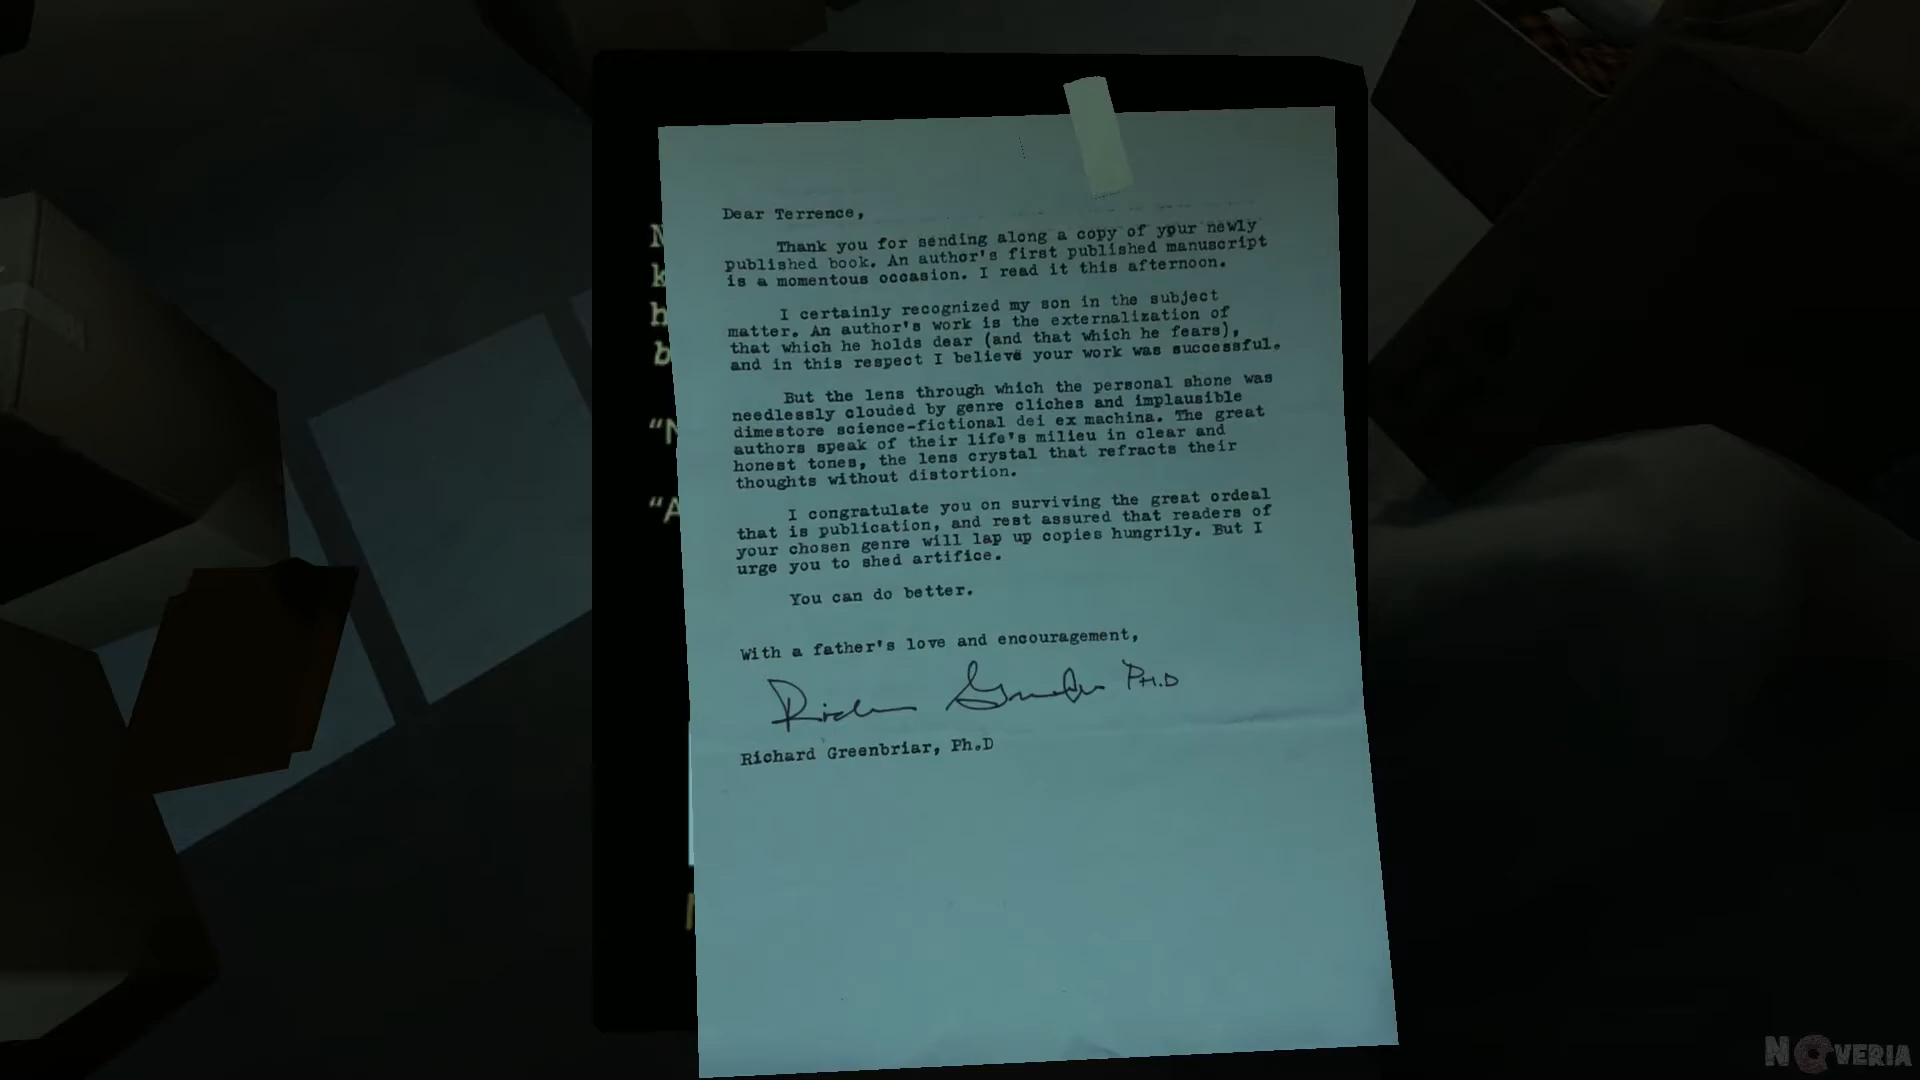 Dear Terrence,
Thank you for sending along a copy of your newly
published book. An author's first published manuscript
is a momentous occasion. I read it this afternoon.
I certainly recognized my son in the subject
matter. An author's work is the externalization of
that which he holds dear (and that which he fears),
and in this respect I believe your work was successful.
But the lens through which the personal shone was
needlessly clouded by genre cliches and implausible
dimestore science-fictional dei ex machina. The great
authors speak of their life's milieu in clear and
honest tones, the lens crystal that refracts their
thoughts without distortion.
I congratulate you on surviving the great ordeal
that is publication, and rest assured that readers of
your chosen genre will lap up copies hungrily. But I
urge you to shed artifice.
You can do better.
With a father's love and encouragement,
Ph.D
Richard Greenbriar, Ph.D
NOVERIA